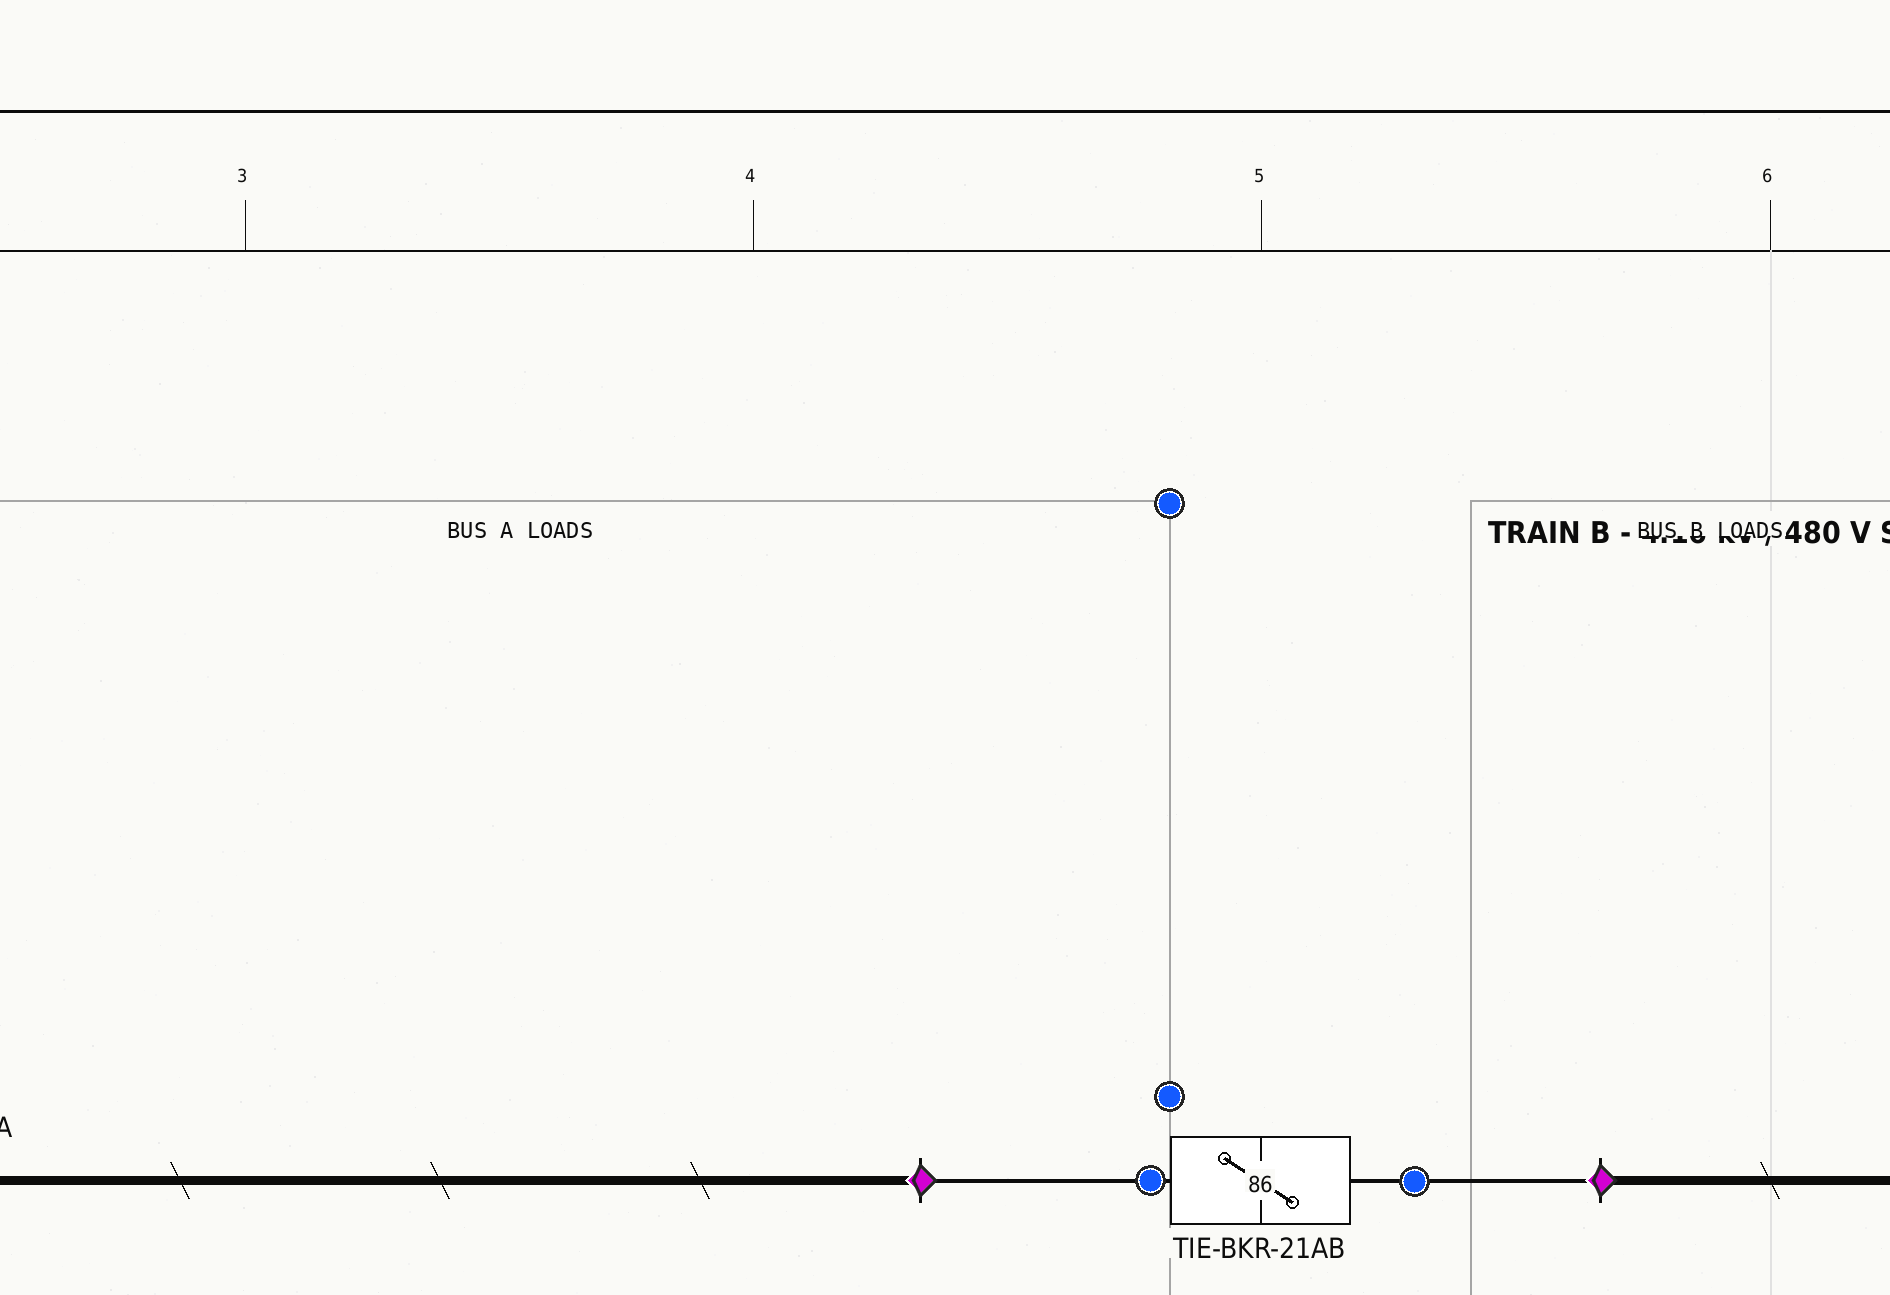 3 4 5 6
BUS A LOADS
TRAIN B - 480 V
BUS B LOADS
A
86
TIE-BKR-21AB